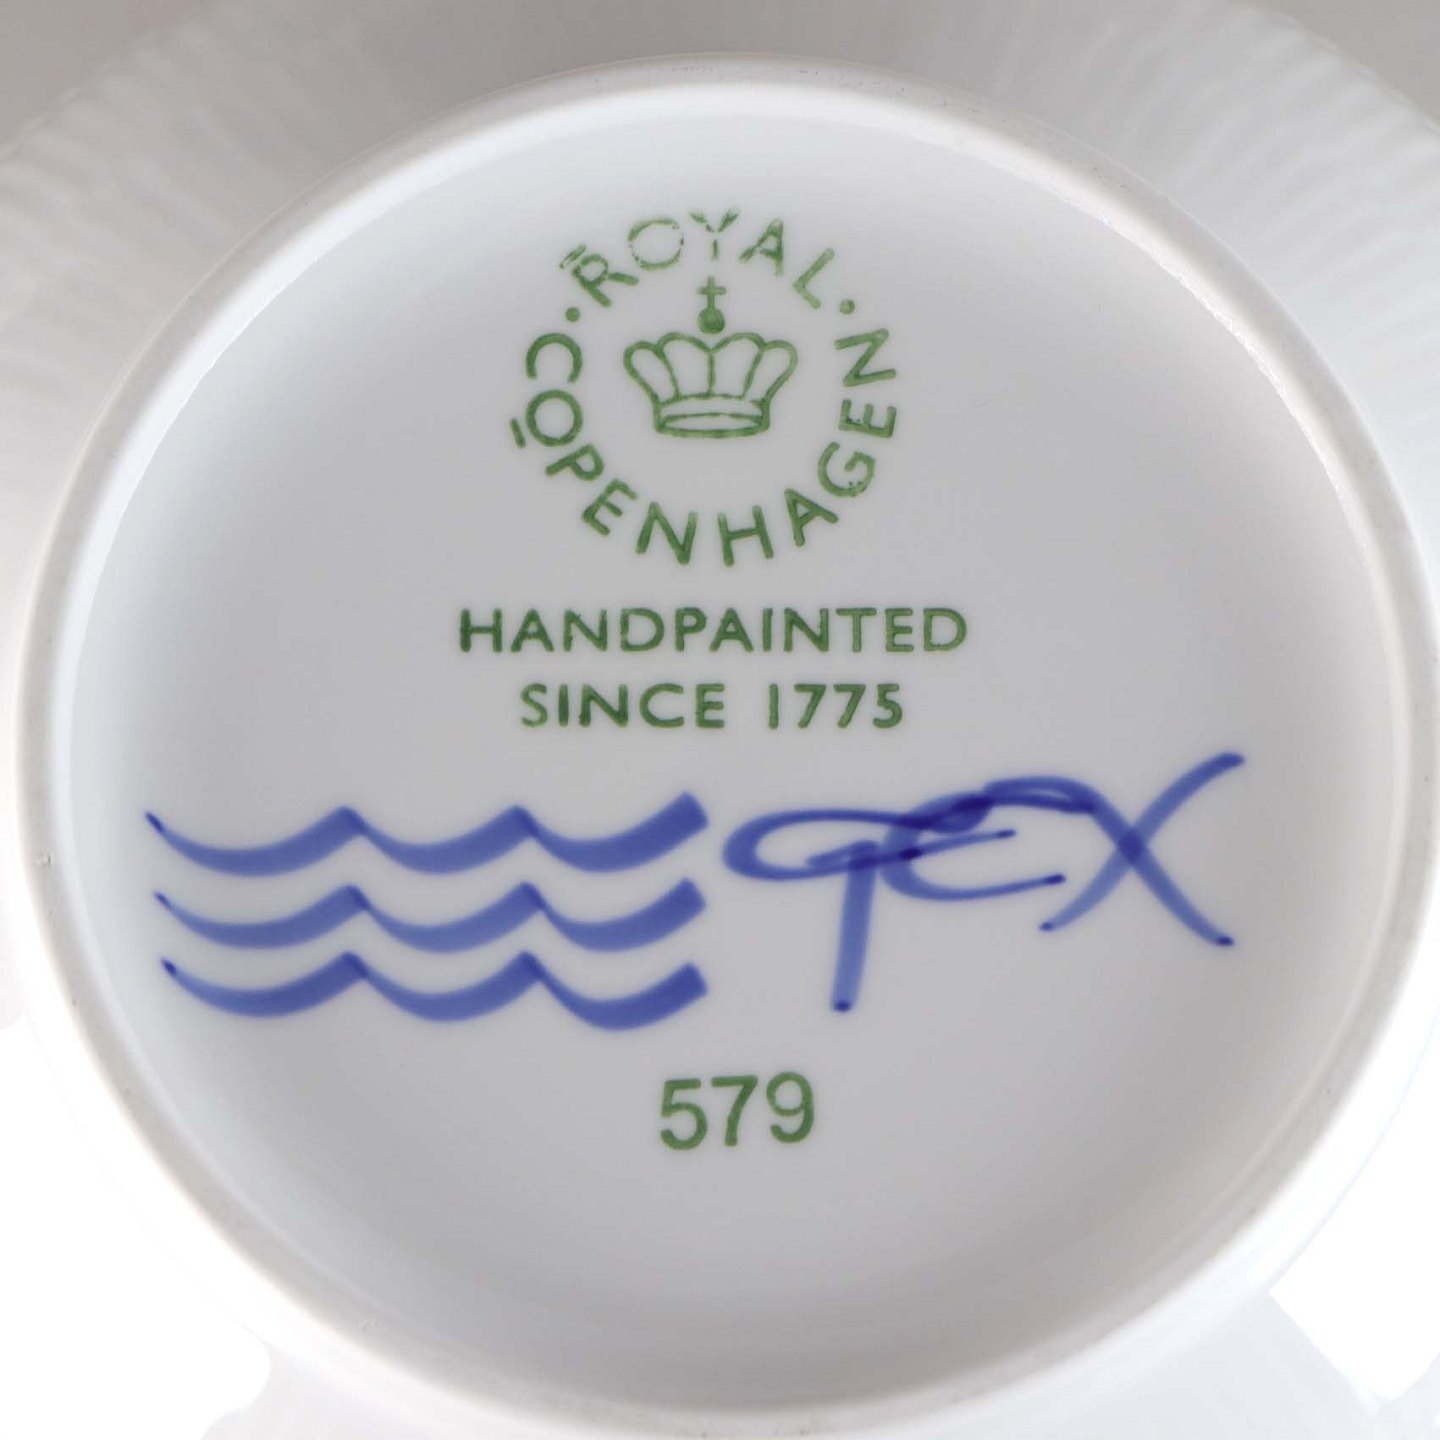 ROYAL · COPENHAGEN ·
HANDPAINTED
SINCE 1775
579